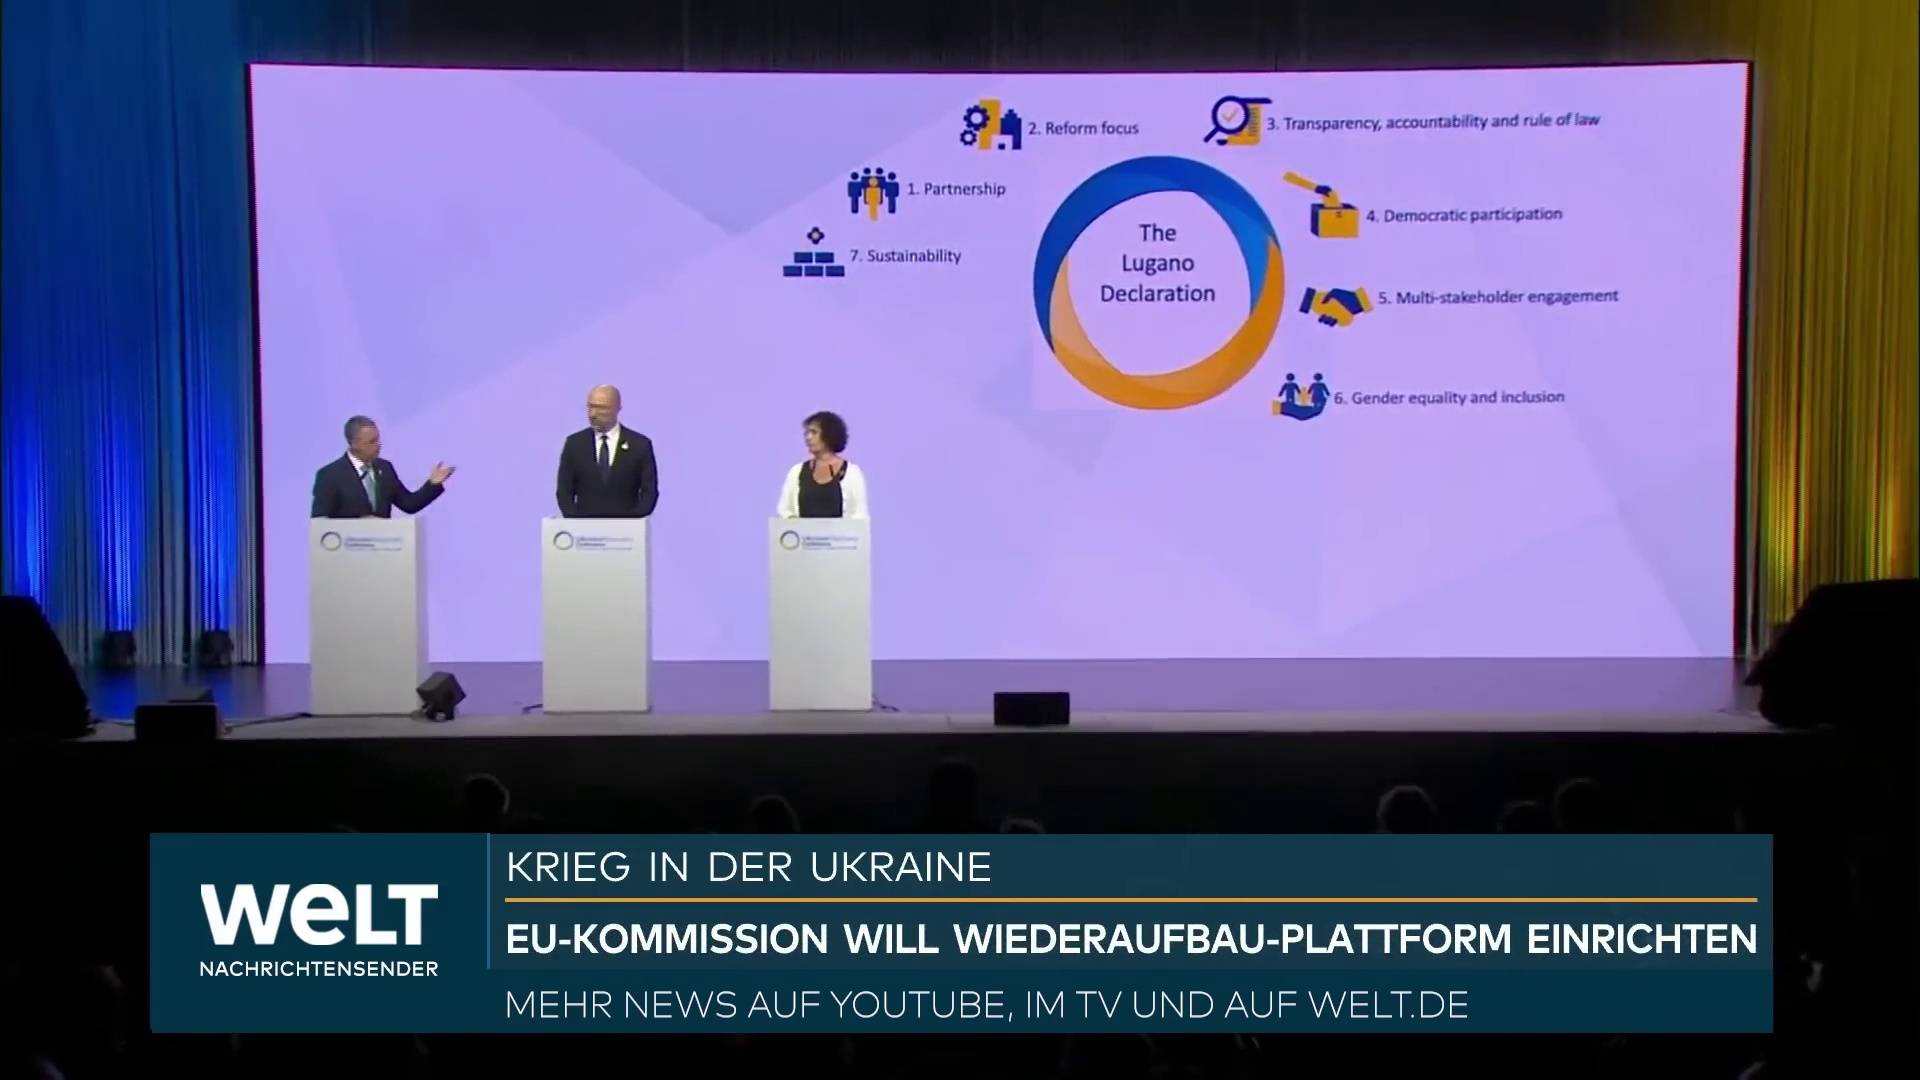 2. Reform focus
3. Transparency, accountability and rule of law
1. Partnership
4. Democratic participation
7. Sustainability
The
Lugano
Declaration
5. Multi-stakeholder engagement
6. Gender equality and inclusion
WELT
NACHRICHTENSENDER
KRIEG IN DER UKRAINE
EU-KOMMISSION WILL WIEDERAUFBAU-PLATTFORM EINRICHTEN
MEHR NEWS AUF YOUTUBE, IM TV UND AUF WELT.DE